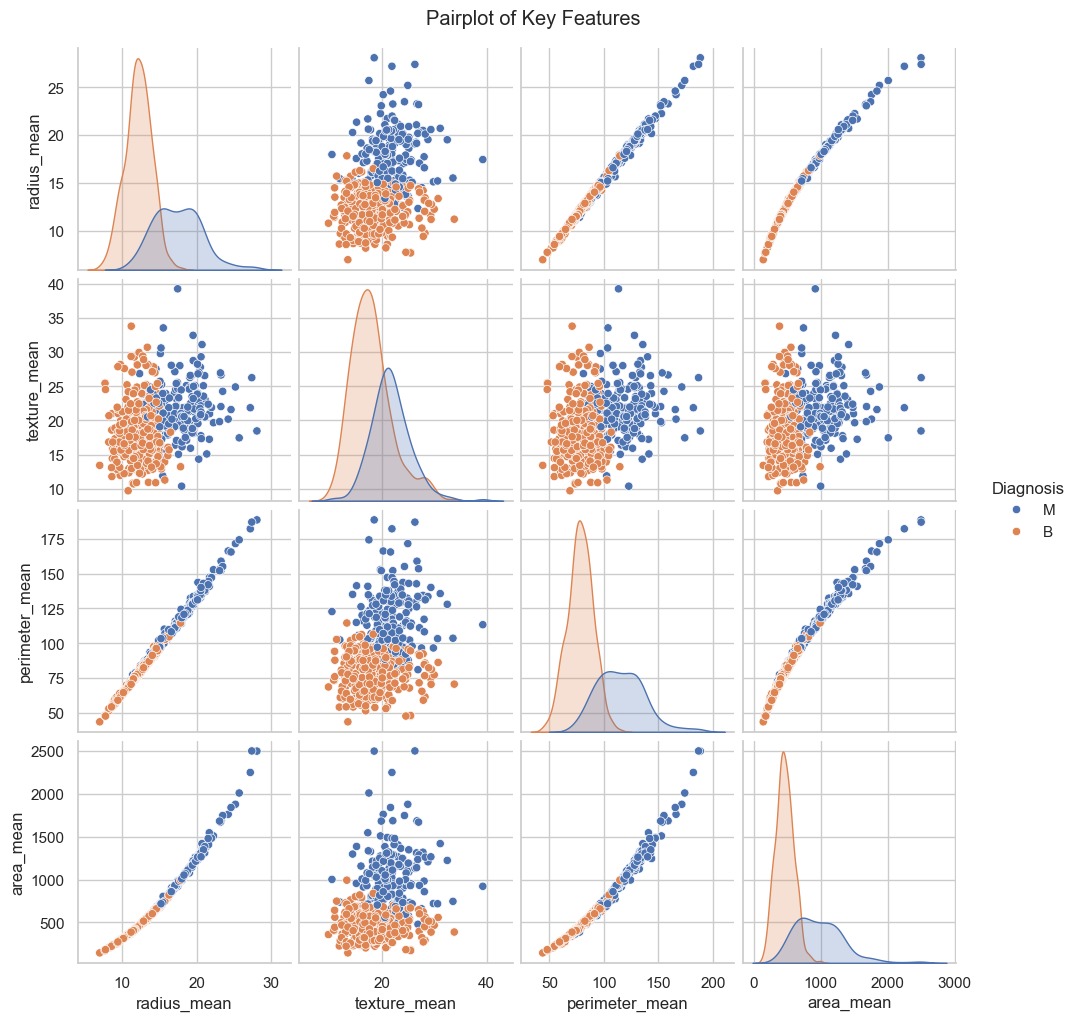 Pairplot of Key Features
radius_mean
25
20
15
10
texture_mean
40
35
30
25
20
15
10
perimeter_mean
175
150
125
100
75
50
area_mean
2500
2000
1500
1000
500
10 20 30
radius_mean
20 40
texture_mean
50 100 150 200
perimeter_mean
0 1000 2000 3000
area_mean
Diagnosis
M
B